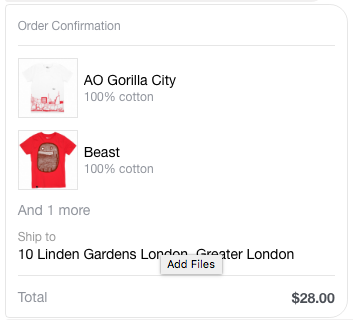 Order Confirmation
AO Gorilla City
100% cotton
Beast
100% cotton
And 1 more
Ship to
10 Linden Gardens London, Greater London
Add Files
Total
$28.00